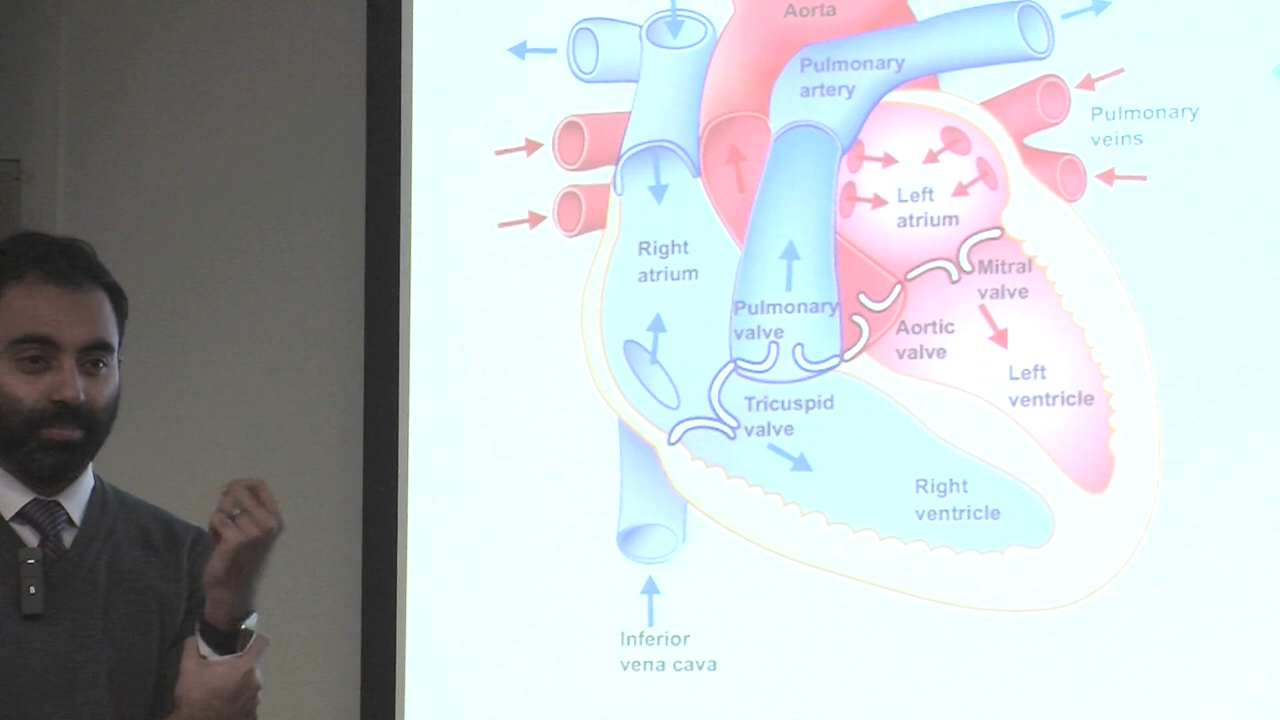 Aorta
Pulmonary
artery
Pulmonary
veins
Left
atrium
Right
atrium
Mitral
valve
Pulmonary
valve
Aortic
valve
Left
ventricle
Tricuspid
valve
Right
ventricle
Inferior
vena cava